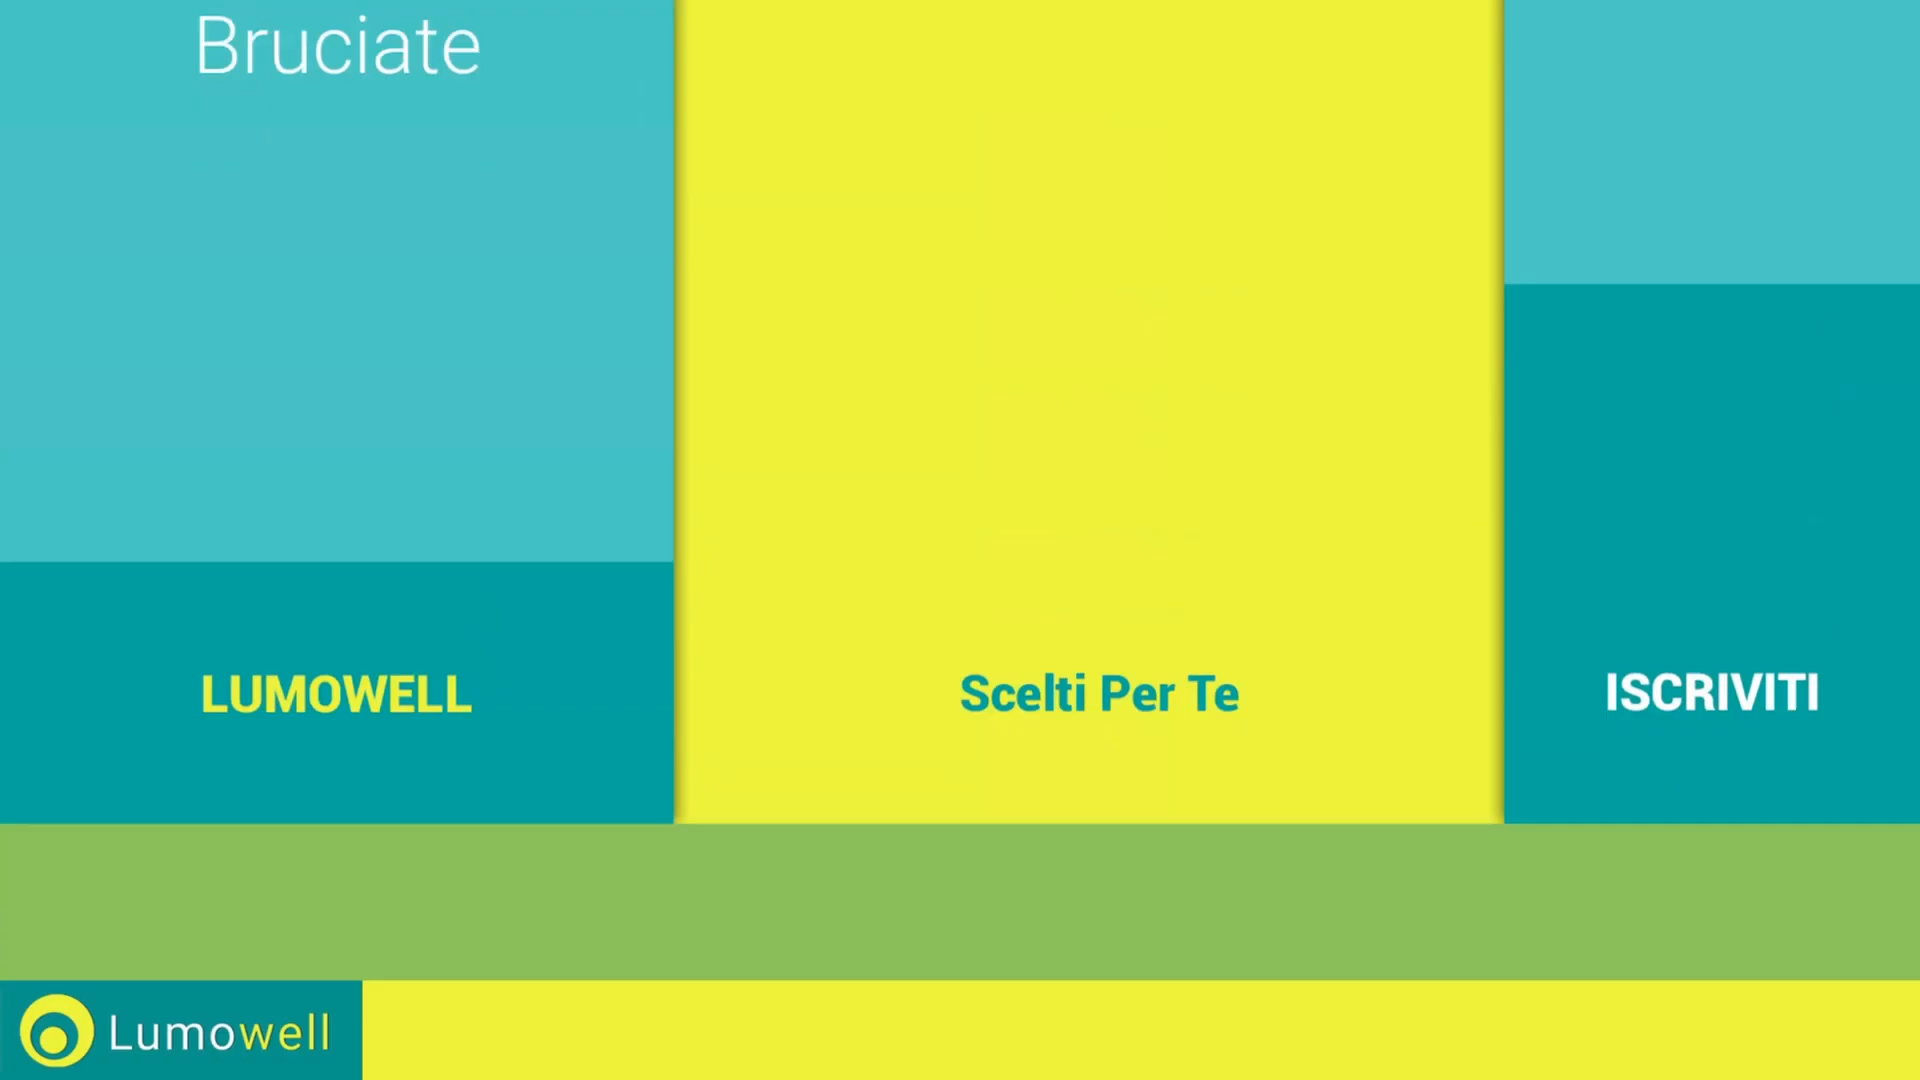 Bruciate
LUMOWELL
Scelti Per Te
ISCRIVITI
Lumowell